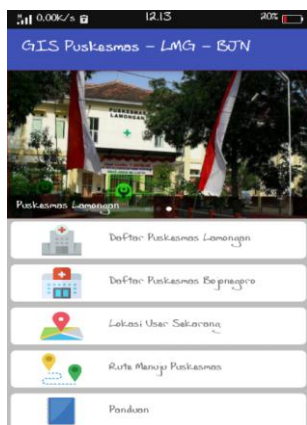 0.00K/s
12.13
20%
GIS Puskesmas - LMG - BJN
PUSKESMAS
LAMONGAN
Puskesmas Lamongan
Daftar Puskesmas Lamongan
Daftar Puskesmas Bojonegoro
Lokasi User Sekarang
Rute Menuju Puskesmas
Panduan